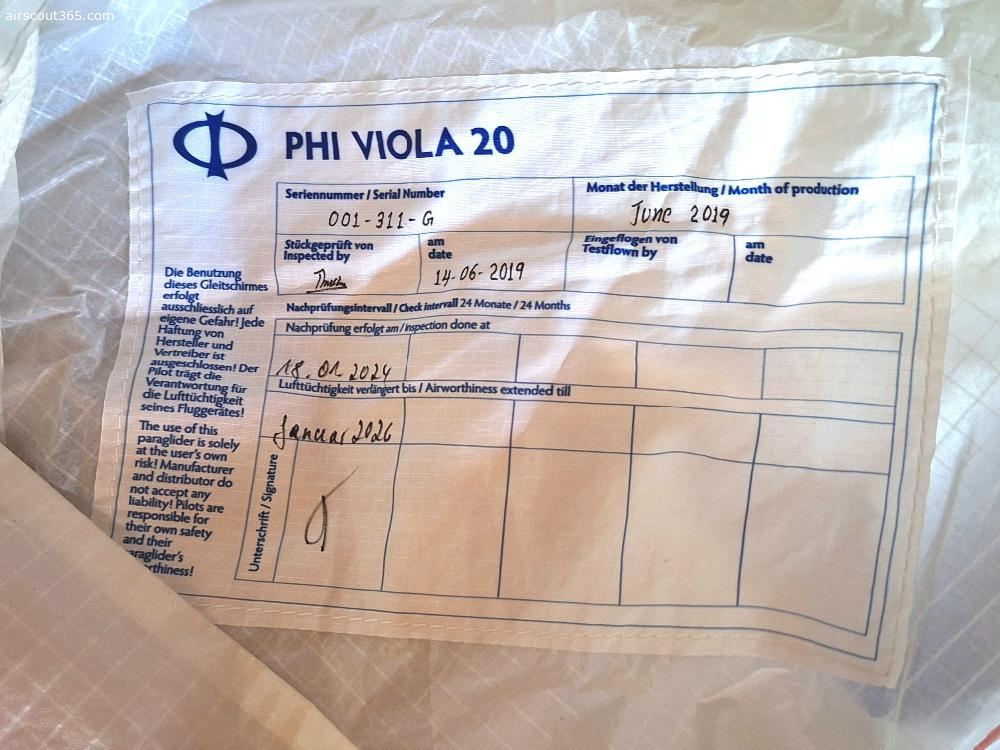 airscout365.com
PHI VIOLA 20
Seriennummer / Serial Number
001-311-G
Monat der Herstellung / Month of production
June 2019
Stückgeprüft von
Inspected by
am
date
14-06-2019
Eingeflogen von
Testflown by
am
date
Nachprüfungsintervall / Check intervall 24 Monate / 24 Months
Nachprüfung erfolgt am / inspection done at
18.01.2024
Lufttüchtigkeit verlängert bis / Airworthiness extended till
Januar 2026
Unterschrift / Signature
Die Benutzung
dieses Gleitschirmes
erfolgt
ausschliesslich auf
eigene Gefahr! Jede
Haftung von
Hersteller und
Vertreiber ist
ausgeschlossen! Der
Pilot trägt die
Verantwortung für
die Lufttüchtigkeit
seines Fluggerätes!
The use of this
paraglider is solely
at the user's own
risk! Manufacturer
and distributor do
not accept any
liability! Pilots are
responsible for
their own safety
and their
araglider's
rthiness!